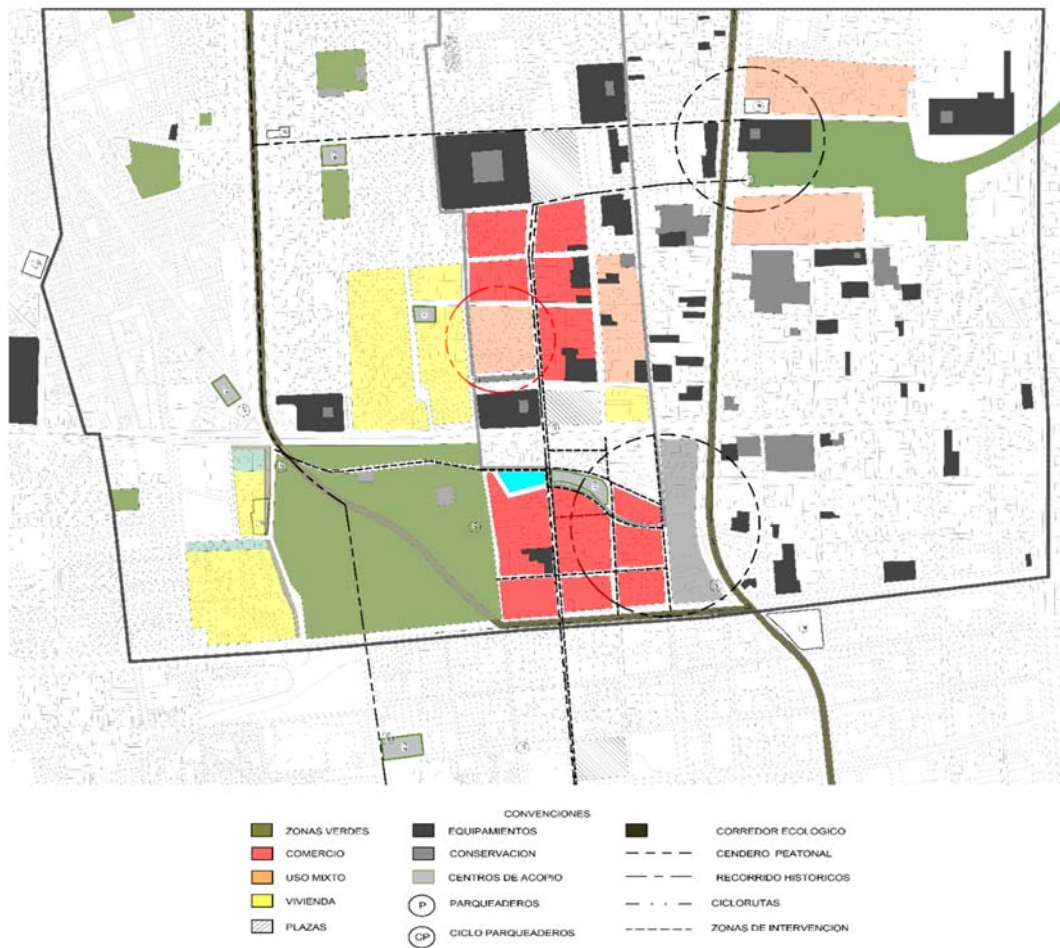 CONVENCIONES
ZONAS VERDES
EQUIPAMIENTOS
CORREDOR ECOLOGICO
COMERCIO
CONSERVACION
CENDERO PEATONAL
USO MIXTO
CENTROS DE ACOPIO
RECORRIDO HISTORICOS
VIVIENDA
P PARQUEADEROS
CICLORUTAS
PLAZAS
CP CICLO PARQUEADEROS
ZONAS DE INTERVENCION